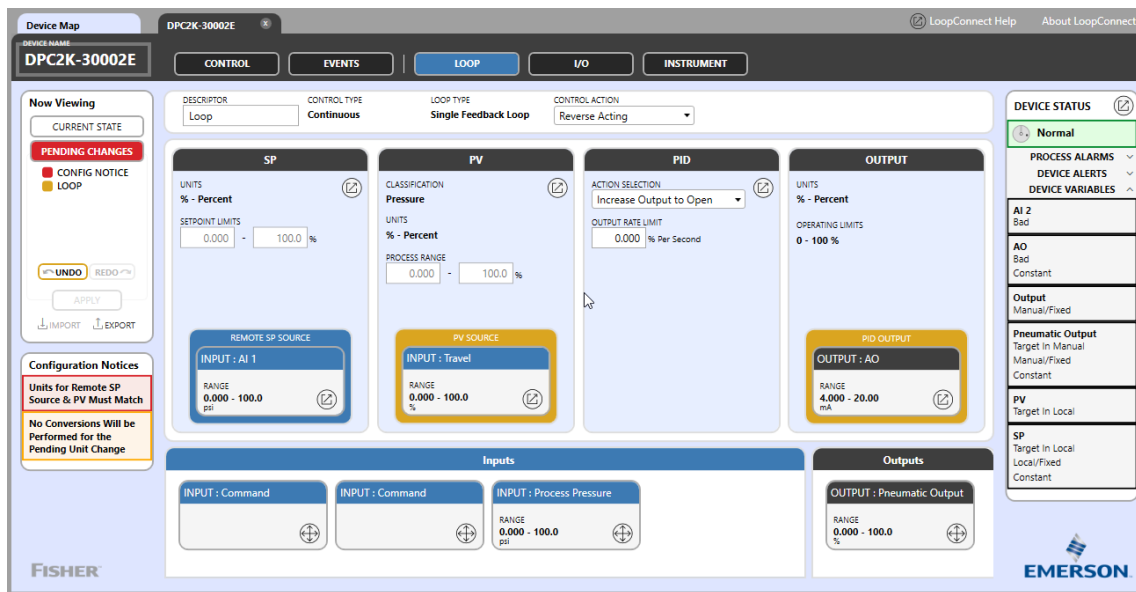 Device Map
DPC2K-30002E
LoopConnect Help
About LoopConnect
DEVICE NAME
DPC2K-30002E
CONTROL
EVENTS
LOOP
I/O
INSTRUMENT
Now Viewing
CURRENT STATE
PENDING CHANGES
CONFIG NOTICE
LOOP
UNDO
REDO
APPLY
IMPORT
EXPORT
Configuration Notices
Units for Remote SP
Source & PV Must Match
No Conversions Will be
Performed for the
Pending Unit Change
FISHER
DESCRIPTOR
Loop
CONTROL TYPE
Continuous
LOOP TYPE
Single Feedback Loop
CONTROL ACTION
Reverse Acting
SP
UNITS
% - Percent
SETPOINT LIMITS
0.000 - 100.0 %
REMOTE SP SOURCE
INPUT : AI 1
RANGE
0.000 - 100.0
psi
PV
CLASSIFICATION
Pressure
UNITS
% - Percent
PROCESS RANGE
0.000 - 100.0 %
PV SOURCE
INPUT : Travel
RANGE
0.000 - 100.0
%
PID
ACTION SELECTION
Increase Output to Open
OUTPUT RATE LIMIT
0.000 % Per Second
OUTPUT
UNITS
% - Percent
OPERATING LIMITS
0 - 100 %
PID OUTPUT
OUTPUT : AO
RANGE
4.000 - 20.00
mA
Inputs
INPUT : Command
INPUT : Command
INPUT : Process Pressure
RANGE
0.000 - 100.0
psi
Outputs
OUTPUT : Pneumatic Output
RANGE
0.000 - 100.0
%
DEVICE STATUS
Normal
PROCESS ALARMS
DEVICE ALERTS
DEVICE VARIABLES
AI 2
Bad
AO
Bad
Constant
Output
Manual/Fixed
Pneumatic Output
Target In Manual
Manual/Fixed
Constant
PV
Target In Local
SP
Target In Local
Local/Fixed
Constant
EMERSON